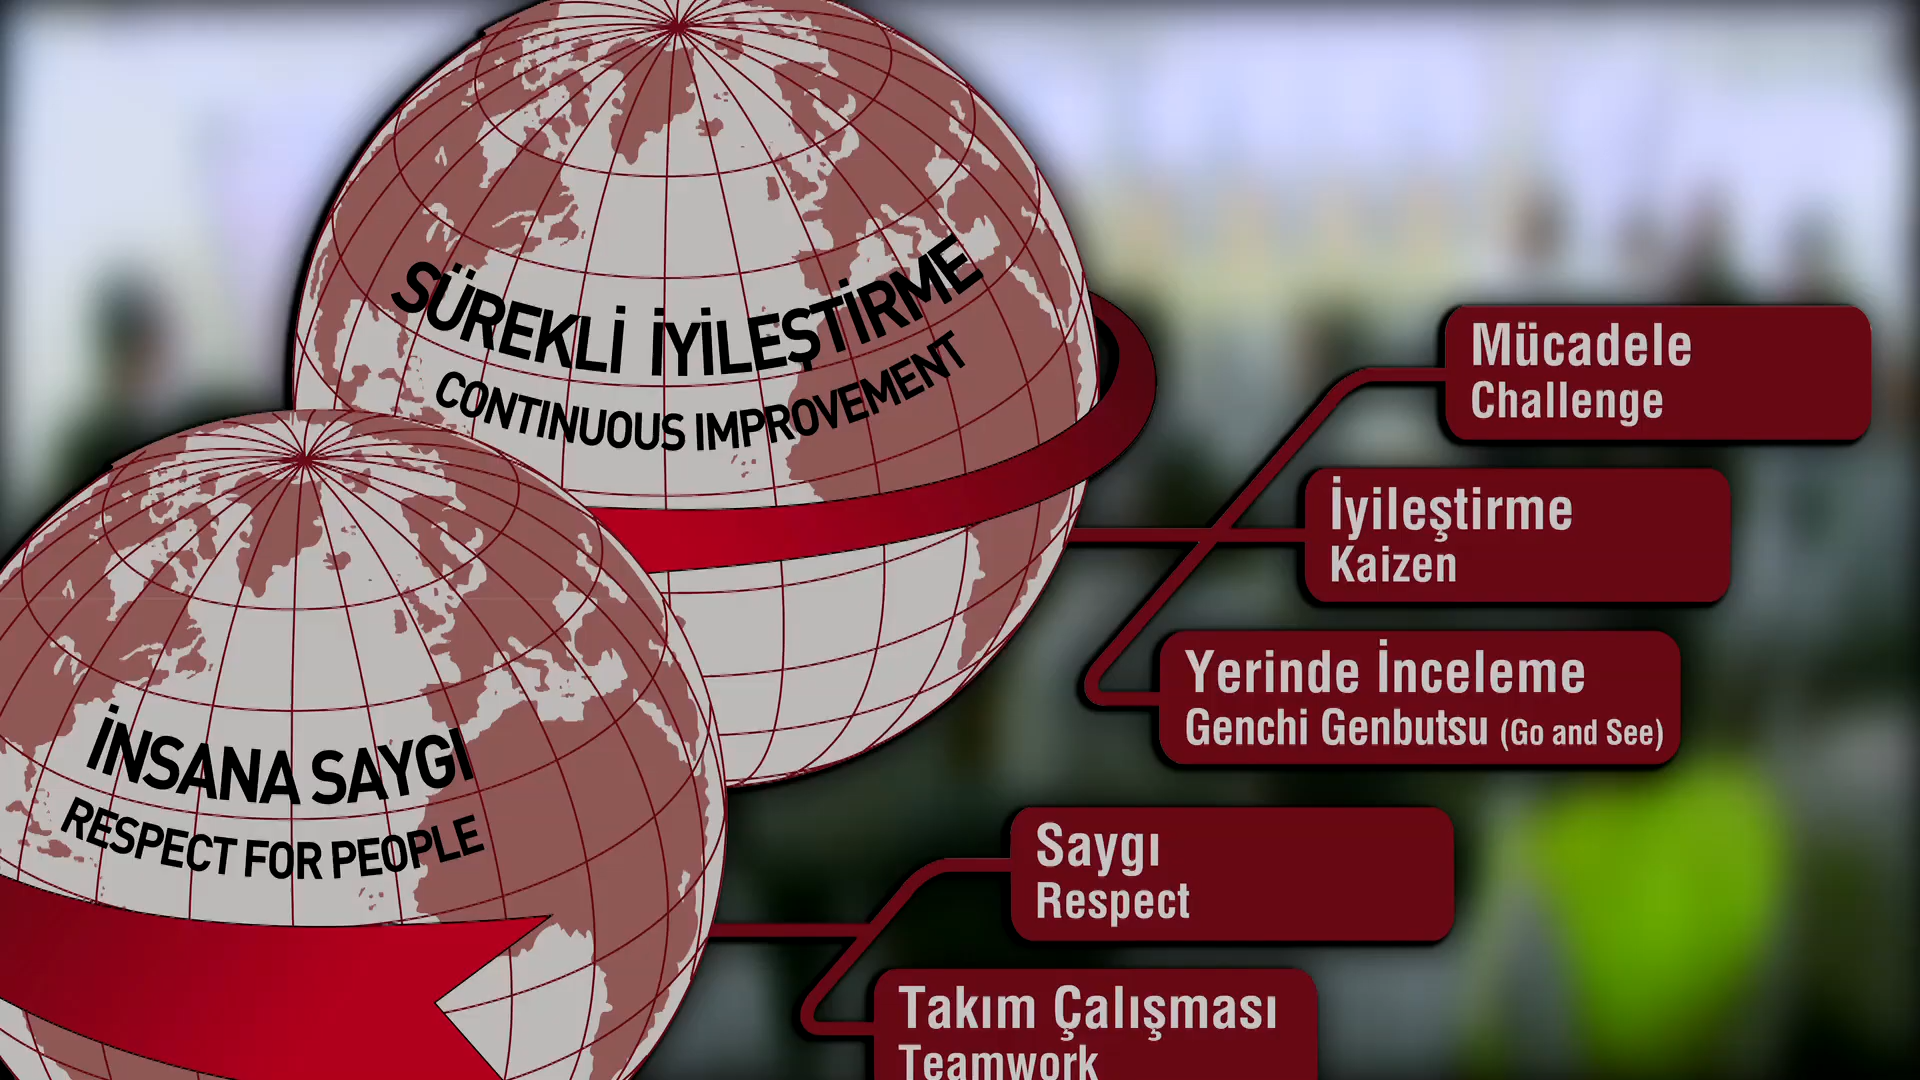 SÜREKLİ İYİLEŞTİRME
CONTINUOUS IMPROVEMENT
Mücadele
Challenge
İyileştirme
Kaizen
Yerinde İnceleme
Genchi Genbutsu (Go and See)
İNSANA SAYGI
RESPECT FOR PEOPLE
Saygı
Respect
Takım Çalışması
Teamwork